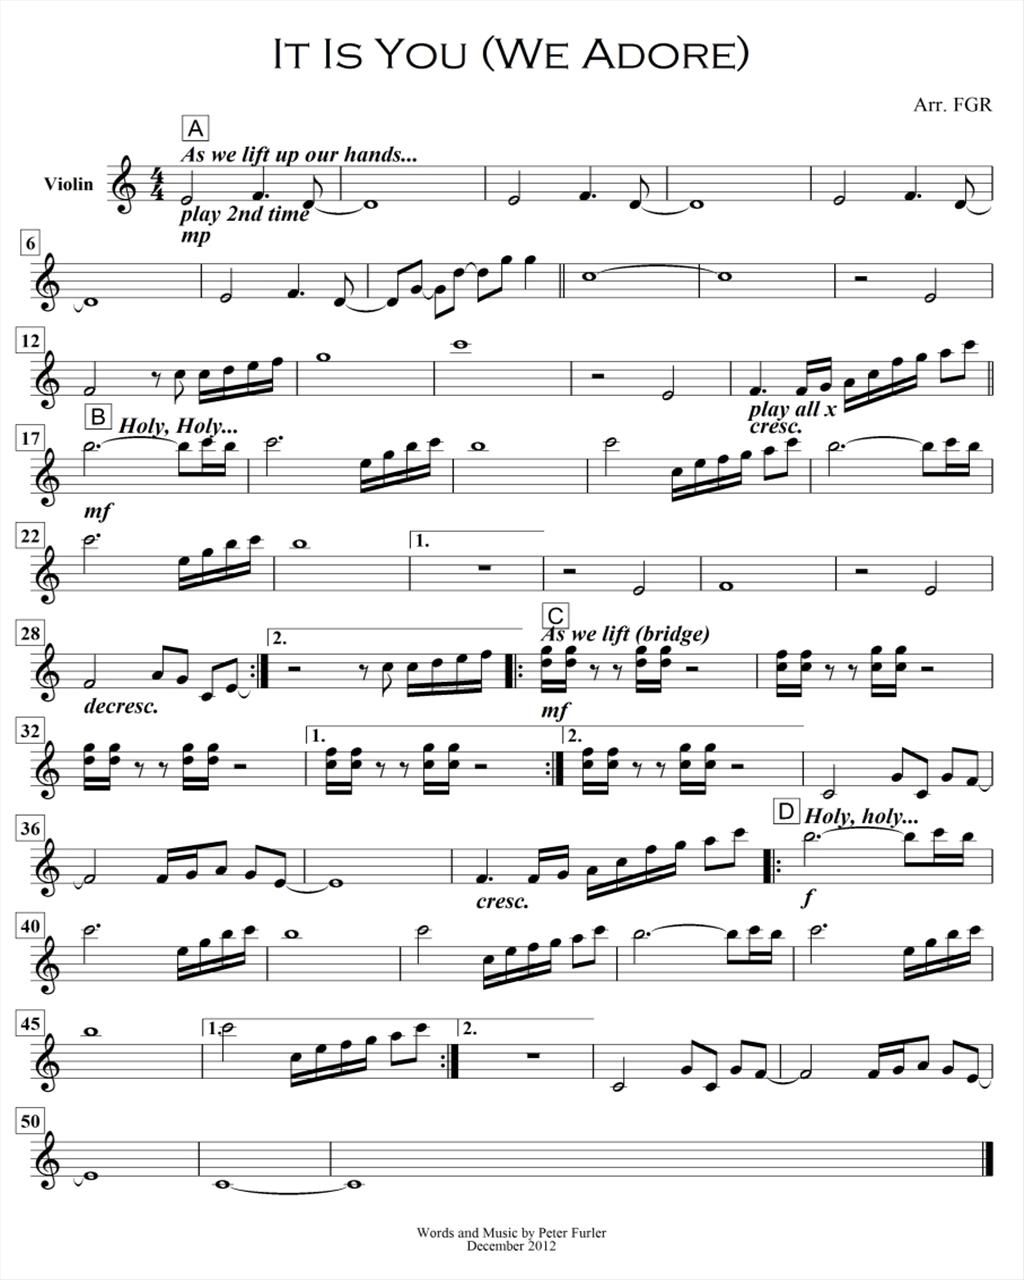 IT IS YOU (WE ADORE)
Arr. FGR
A
As we lift up our hands...
Violin
play 2nd time
mp
6
12
play all x
cresc.
B
Holy, Holy...
17
mf
22
1.
28
decresc.
2.
C
As we lift (bridge)
mf
32
1.
2.
36
cresc.
D
Holy, holy...
f
40
45
1.
2.
50
Words and Music by Peter Furler
December 2012